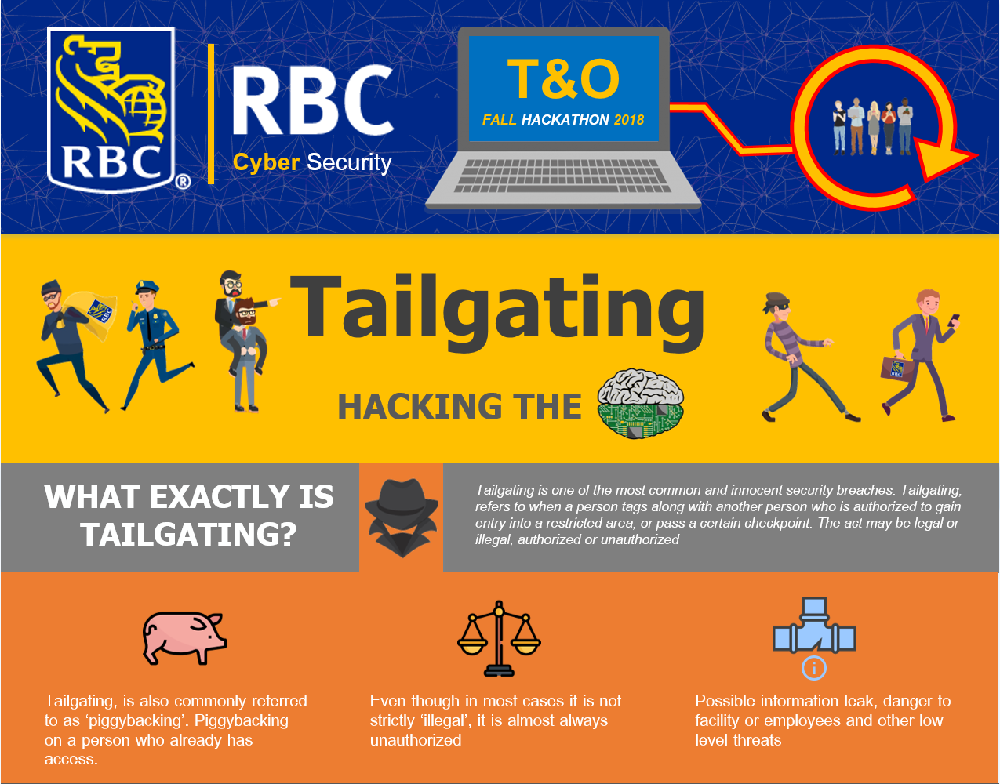 RBC
®
RBC
Cyber Security
T&O
FALL HACKATHON 2018
Tailgating
RBC
RBC
HACKING THE
WHAT EXACTLY IS
TAILGATING?
Tailgating is one of the most common and innocent security breaches. Tailgating,
refers to when a person tags along with another person who is authorized to gain
entry into a restricted area, or pass a certain checkpoint. The act may be legal or
illegal, authorized or unauthorized
Tailgating, is also commonly referred
to as ‘piggybacking’. Piggybacking
on a person who already has
access.
Even though in most cases it is not
strictly ‘illegal’, it is almost always
unauthorized
Possible information leak, danger to
facility or employees and other low
level threats